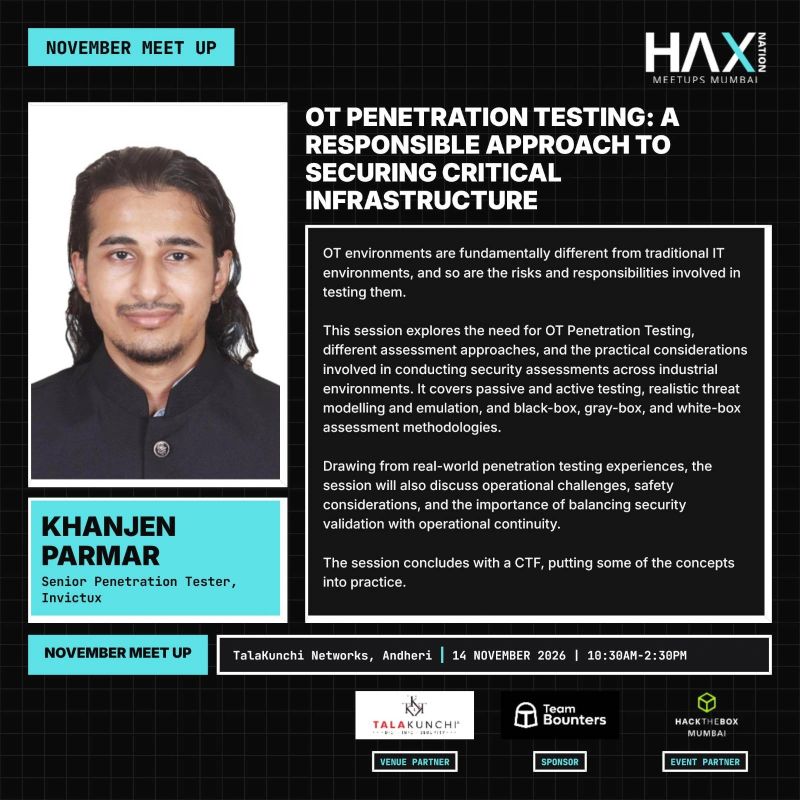 NOVEMBER MEET UP
HAX NATION
MEETUPS MUMBAI
OT PENETRATION TESTING: A
RESPONSIBLE APPROACH TO
SECURING CRITICAL
INFRASTRUCTURE
OT environments are fundamentally different from traditional IT
environments, and so are the risks and responsibilities involved in
testing them.
This session explores the need for OT Penetration Testing,
different assessment approaches, and the practical considerations
involved in conducting security assessments across industrial
environments. It covers passive and active testing, realistic threat
modelling and emulation, and black-box, gray-box, and white-box
assessment methodologies.
Drawing from real-world penetration testing experiences, the
session will also discuss operational challenges, safety
considerations, and the importance of balancing security
validation with operational continuity.
The session concludes with a CTF, putting some of the concepts
into practice.
KHANJEN
PARMAR
Senior Penetration Tester,
Invictux
NOVEMBER MEET UP
TalaKunchi Networks, Andheri | 14 NOVEMBER 2026 | 10:30AM-2:30PM
TALAKUNCHI
Team
Bounters
HACKTHEBOX
MUMBAI
VENUE PARTNER
SPONSOR
EVENT PARTNER